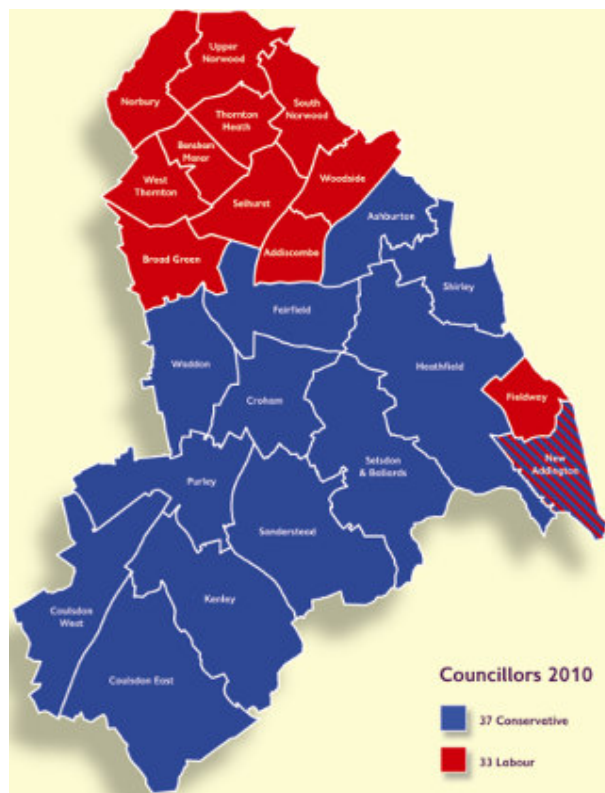 Upper
Norwood
Norbury
South
Norwood
Thornton
Heath
Bensham
Manor
West
Thornton
Woodside
Selhurst
Ashburton
Addiscombe
Broad Green
Shirley
Fairfield
Waddon
Heathfield
Croham
Fieldway
New
Addington
Selsdon
& Ballards
Purley
Sanderstead
Kenley
Coulsdon
West
Coulsdon East
Councillors 2010
37 Conservative
33 Labour